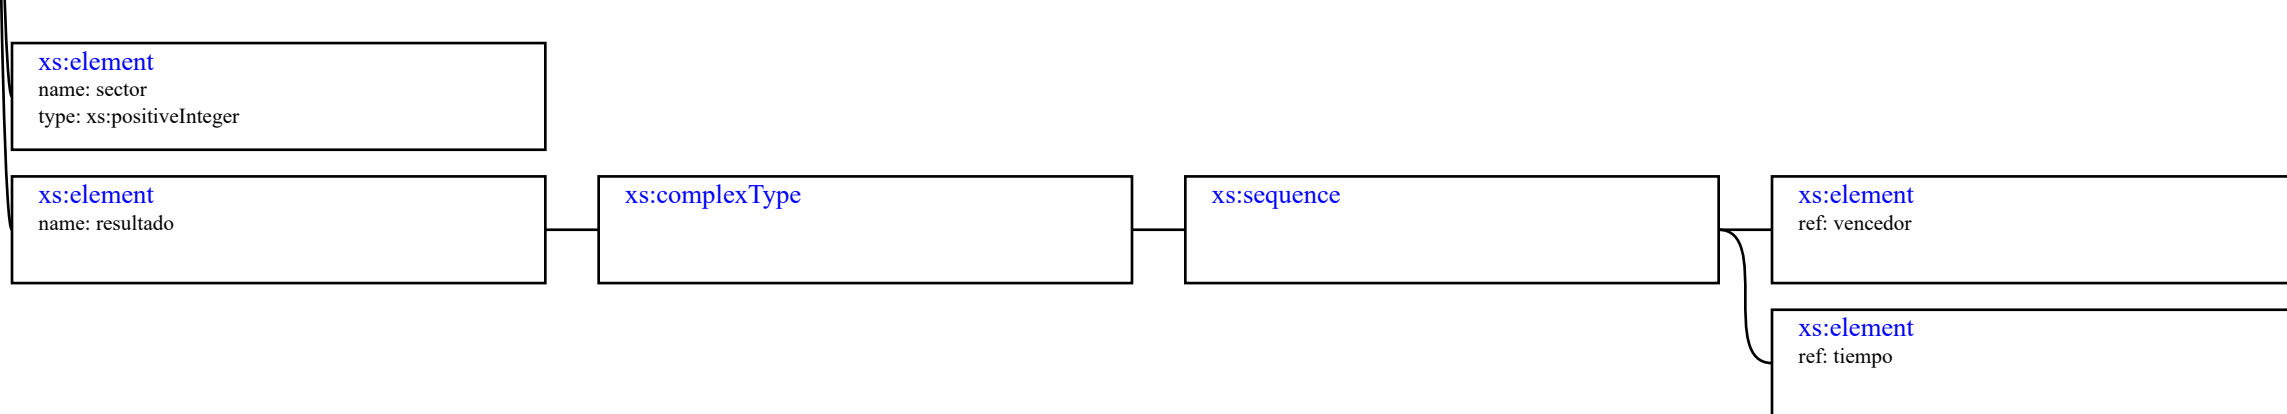 xs:element
name: sector
type: xs:positiveInteger
xs:element
name: resultado
xs:complexType
xs:sequence
xs:element
ref: vencedor
xs:element
ref: tiempo